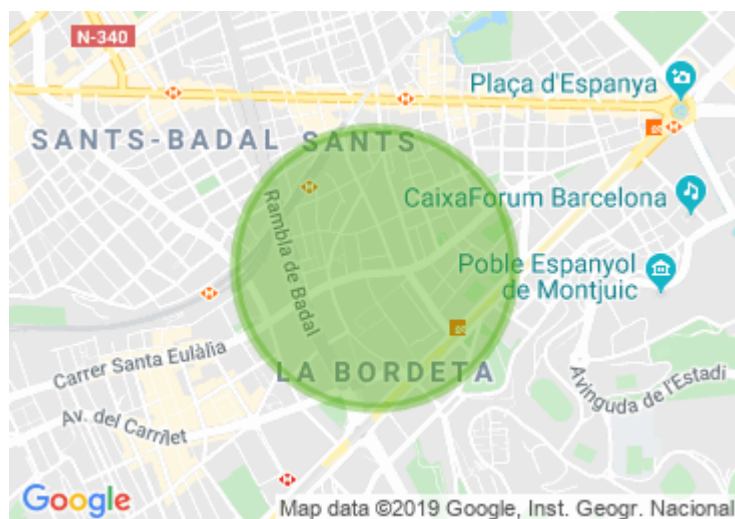 N-340
Plaça d'Espanya
SANTS-BADAL
SANTS
CaixaForum Barcelona
Rambla de Badal
Poble Espanyol
de Montjuic
Carrer Santa Eulàlia
LA BORDETA
Avinguda de l'Estadi
Av. del Carrilet
Google
Map data ©2019 Google, Inst. Geogr. Nacional